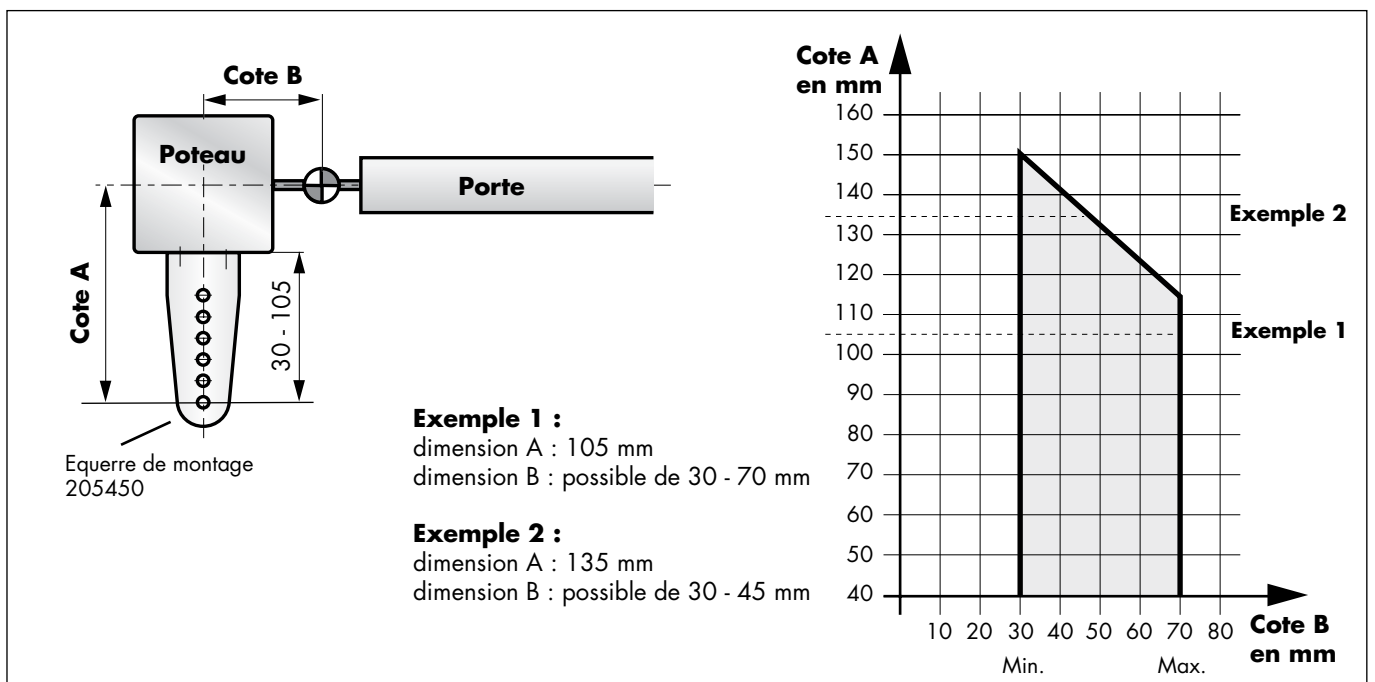 Cote B
Poteau
Porte
Cote A
30 - 105
Equerre de montage
205450
Exemple 1 :
dimension A : 105 mm
dimension B : possible de 30 - 70 mm
Exemple 2 :
dimension A : 135 mm
dimension B : possible de 30 - 45 mm
Cote A
en mm
160
150
140
130
120
110
100
90
80
70
60
50
40
Exemple 2
Exemple 1
10 20 30 40 50 60 70 80
Min. Max.
Cote B
en mm